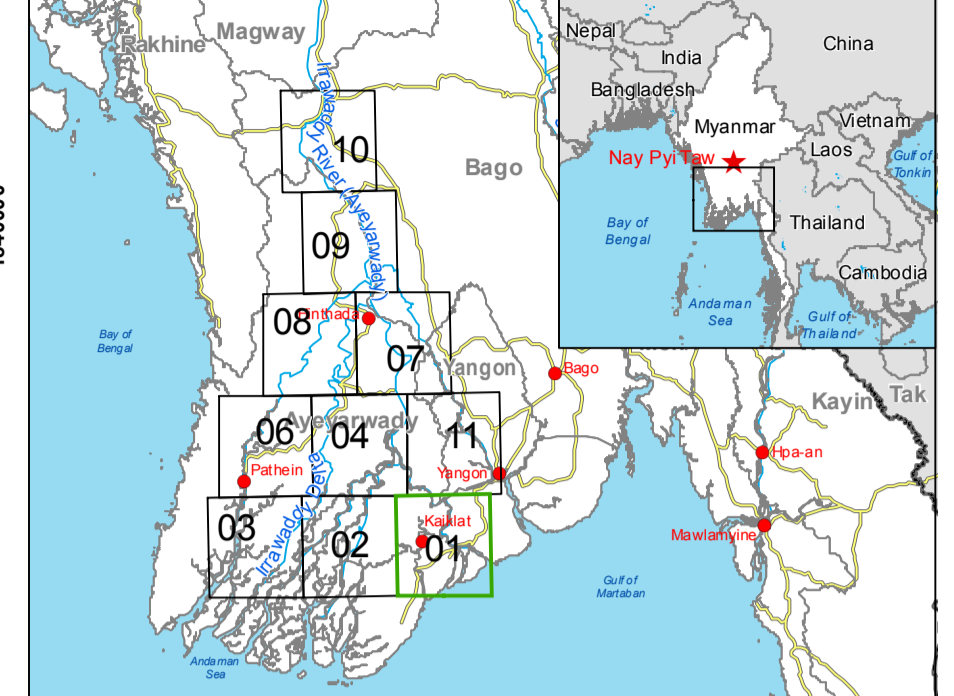 Rakhine
Magway
Irrawaddy River (Ayeyarwady)
10
Bago
09
08
Hinthada
07
Yangon
Bago
Bay of
Bengal
Ayeyarwady
06
04
11
Pathein
Yangon
Irrawaddy Delta
03
02
Kaiklat
01
Kayin
Tak
Hpa-an
Mawlamyine
Gulf of
Martaban
Andaman
Sea
Nepal
India
China
Bangladesh
Myanmar
Vietnam
Nay Pyi Taw
Laos
Gulf of
Tonkin
Bay of
Bengal
Thailand
Cambodia
Andaman
Sea
Gulf of
Thailand